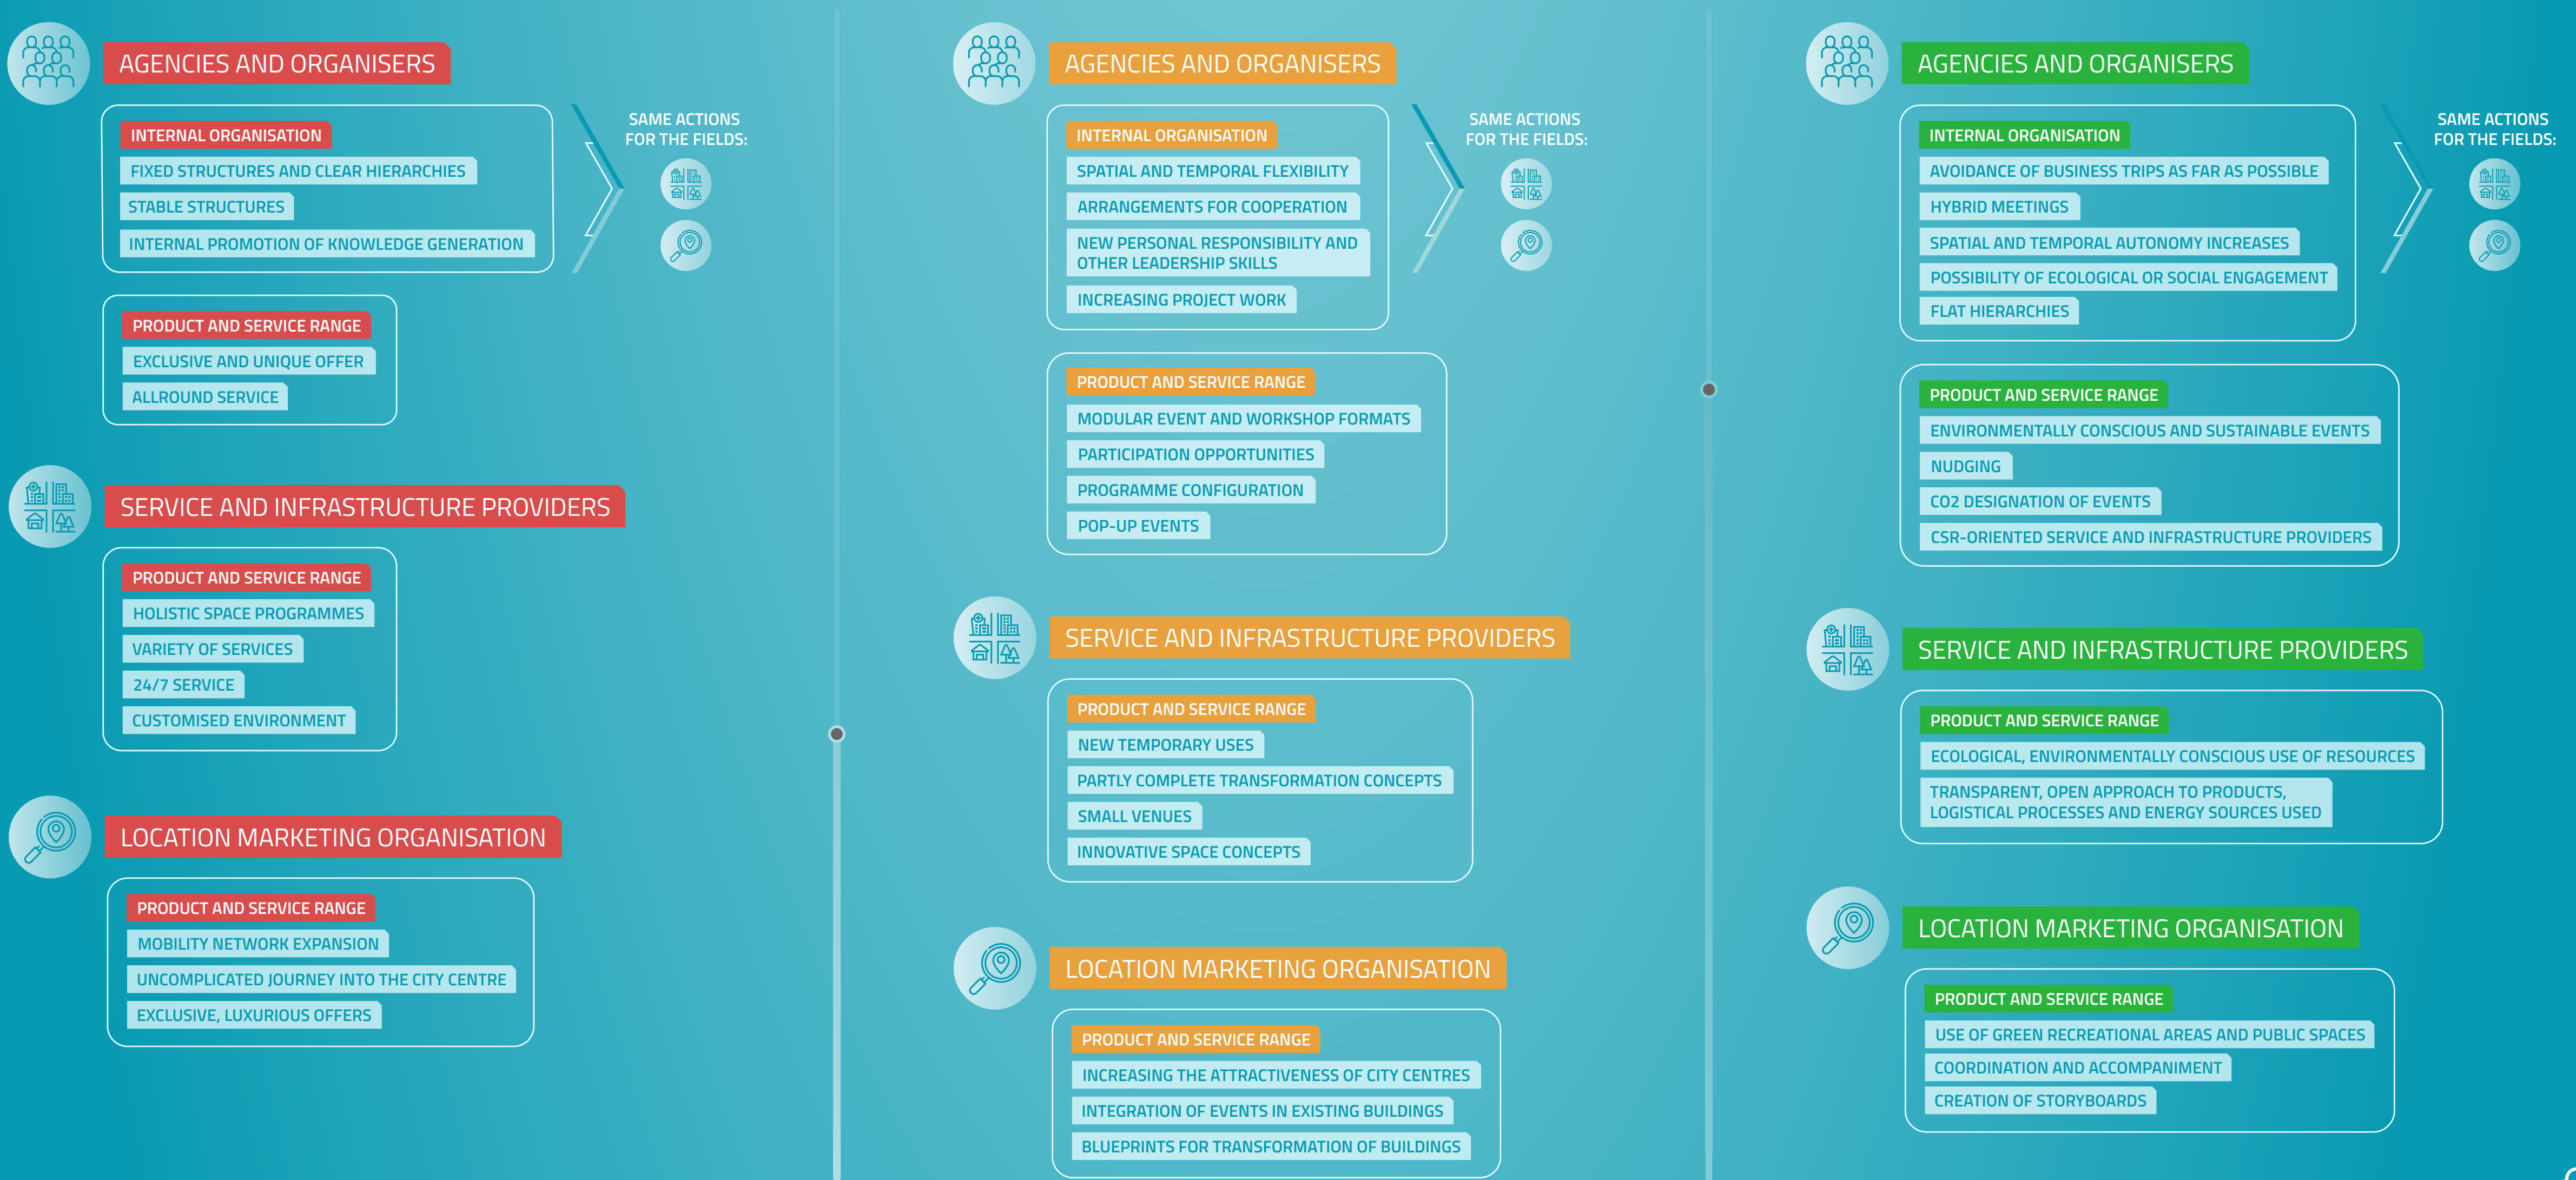 AGENCIES AND ORGANISERS
INTERNAL ORGANISATION
FIXED STRUCTURES AND CLEAR HIERARCHIES
STABLE STRUCTURES
INTERNAL PROMOTION OF KNOWLEDGE GENERATION
SAME ACTIONS
FOR THE FIELDS:
PRODUCT AND SERVICE RANGE
EXCLUSIVE AND UNIQUE OFFER
ALLROUND SERVICE
SERVICE AND INFRASTRUCTURE PROVIDERS
PRODUCT AND SERVICE RANGE
HOLISTIC SPACE PROGRAMMES
VARIETY OF SERVICES
24/7 SERVICE
CUSTOMISED ENVIRONMENT
LOCATION MARKETING ORGANISATION
PRODUCT AND SERVICE RANGE
MOBILITY NETWORK EXPANSION
UNCOMPLICATED JOURNEY INTO THE CITY CENTRE
EXCLUSIVE, LUXURIOUS OFFERS
AGENCIES AND ORGANISERS
INTERNAL ORGANISATION
SPATIAL AND TEMPORAL FLEXIBILITY
ARRANGEMENTS FOR COOPERATION
NEW PERSONAL RESPONSIBILITY AND
OTHER LEADERSHIP SKILLS
INCREASING PROJECT WORK
SAME ACTIONS
FOR THE FIELDS:
PRODUCT AND SERVICE RANGE
MODULAR EVENT AND WORKSHOP FORMATS
PARTICIPATION OPPORTUNITIES
PROGRAMME CONFIGURATION
POP-UP EVENTS
SERVICE AND INFRASTRUCTURE PROVIDERS
PRODUCT AND SERVICE RANGE
NEW TEMPORARY USES
PARTLY COMPLETE TRANSFORMATION CONCEPTS
SMALL VENUES
INNOVATIVE SPACE CONCEPTS
LOCATION MARKETING ORGANISATION
PRODUCT AND SERVICE RANGE
INCREASING THE ATTRACTIVENESS OF CITY CENTRES
INTEGRATION OF EVENTS IN EXISTING BUILDINGS
BLUEPRINTS FOR TRANSFORMATION OF BUILDINGS
AGENCIES AND ORGANISERS
INTERNAL ORGANISATION
AVOIDANCE OF BUSINESS TRIPS AS FAR AS POSSIBLE
HYBRID MEETINGS
SPATIAL AND TEMPORAL AUTONOMY INCREASES
POSSIBILITY OF ECOLOGICAL OR SOCIAL ENGAGEMENT
FLAT HIERARCHIES
SAME ACTIONS
FOR THE FIELDS:
PRODUCT AND SERVICE RANGE
ENVIRONMENTALLY CONSCIOUS AND SUSTAINABLE EVENTS
NUDGING
CO2 DESIGNATION OF EVENTS
CSR-ORIENTED SERVICE AND INFRASTRUCTURE PROVIDERS
SERVICE AND INFRASTRUCTURE PROVIDERS
PRODUCT AND SERVICE RANGE
ECOLOGICAL, ENVIRONMENTALLY CONSCIOUS USE OF RESOURCES
TRANSPARENT, OPEN APPROACH TO PRODUCTS,
LOGISTICAL PROCESSES AND ENERGY SOURCES USED
LOCATION MARKETING ORGANISATION
PRODUCT AND SERVICE RANGE
USE OF GREEN RECREATIONAL AREAS AND PUBLIC SPACES
COORDINATION AND ACCOMPANIMENT
CREATION OF STORYBOARDS